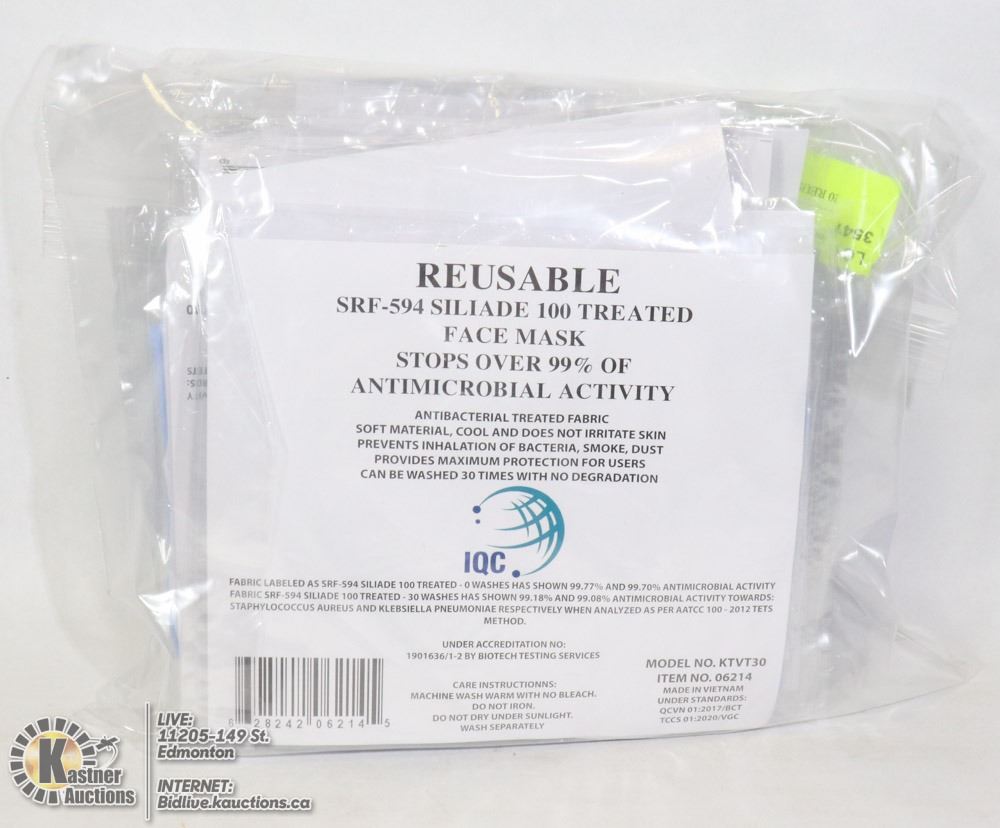 REUSABLE
SRF-594 SILIADE 100 TREATED
FACE MASK
STOPS OVER 99% OF
ANTIMICROBIAL ACTIVITY
ANTIBACTERIAL TREATED FABRIC
SOFT MATERIAL, COOL AND DOES NOT IRRITATE SKIN
PREVENTS INHALATION OF BACTERIA, SMOKE, DUST
PROVIDES MAXIMUM PROTECTION FOR USERS
CAN BE WASHED 30 TIMES WITH NO DEGRADATION
IQC
FABRIC LABELED AS SRF-594 SILIADE 100 TREATED - 0 WASHES HAS SHOWN 99.77% AND 99.70% ANTIMICROBIAL ACTIVITY
FABRIC SRF-594 SILIADE 100 TREATED - 30 WASHES HAS SHOWN 99.18% AND 99.08% ANTIMICROBIAL ACTIVITY TOWARDS:
STAPHYLOCOCCUS AUREUS AND KLEBSIELLA PNEUMONIAE RESPECTIVELY WHEN ANALYZED AS PER AATCC 100 - 2012 TETS
METHOD.
UNDER ACCREDITATION NO:
1901636/1-2 BY BIOTECH TESTING SERVICES
CARE INSTRUCTIONNS:
MACHINE WASH WARM WITH NO BLEACH.
DO NOT IRON.
DO NOT DRY UNDER SUNLIGHT.
WASH SEPARATELY
MODEL NO. KTVT30
ITEM NO. 06214
MADE IN VIETNAM
UNDER STANDARDS:
QCVN 01:2017/BCT
TCCS 01:2020/VGC
6 28242 06214 5
3541
Kastner
Auctions
LIVE:
11205-149 St.
Edmonton
INTERNET:
Bidlive.kauctions.ca